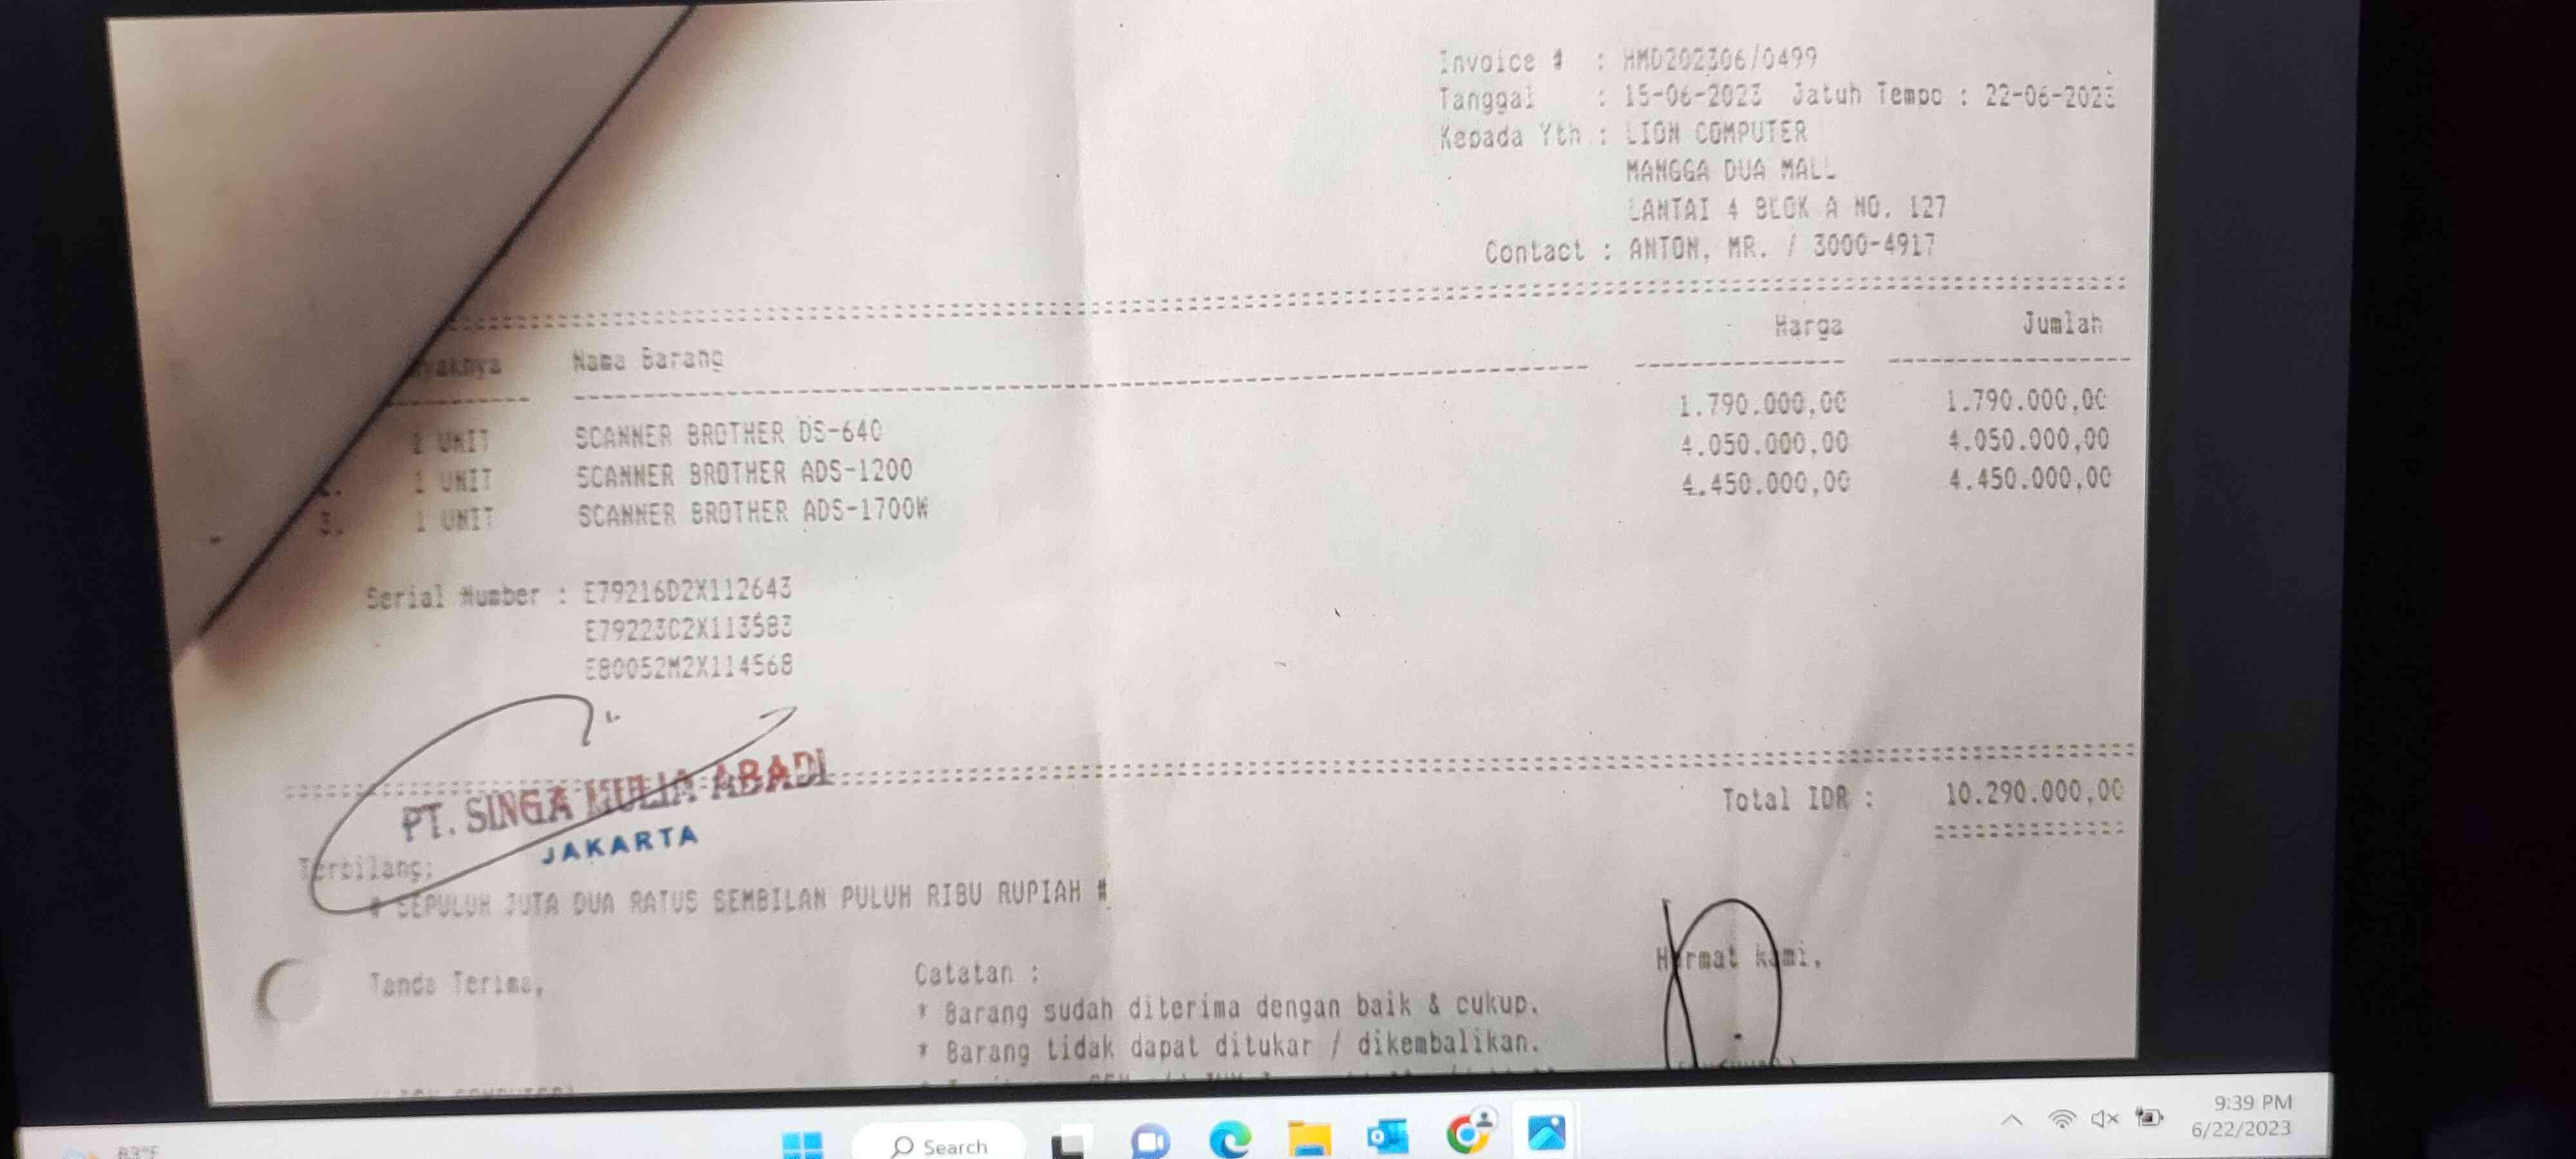 Invoice # : HMD202306/0499
Tanggal : 15-06-2023 Jatuh Tempo : 22-06-2023
Kepada Yth : LION COMPUTER
MANGGA DUA MALL
LANTAI 4 BLOK A NO. 127
Contact : ANTON, MR. / 3000-4917
Nama Barang Harga Jumlah
1 UNIT SCANNER BROTHER DS-640 1.790.000,00 1.790.000,00
2. 1 UNIT SCANNER BROTHER ADS-1200 4.050.000,00 4.050.000,00
3. 1 UNIT SCANNER BROTHER ADS-1700W 4.450.000,00 4.450.000,00
Serial Number : E79216D2X112643
E79223C2X113583
E80052M2X114568
PT. SINGA MULIA ABADI
JAKARTA
Total IDR : 10.290.000,00
Terbilang:
# SEPULUH JUTA DUA RATUS SEMBILAN PULUH RIBU RUPIAH #
Tanda Terima, Catatan : Hormat kami,
* Barang sudah diterima dengan baik & cukup.
* Barang tidak dapat ditukar / dikembalikan.
83°F Search 9:39 PM
6/22/2023